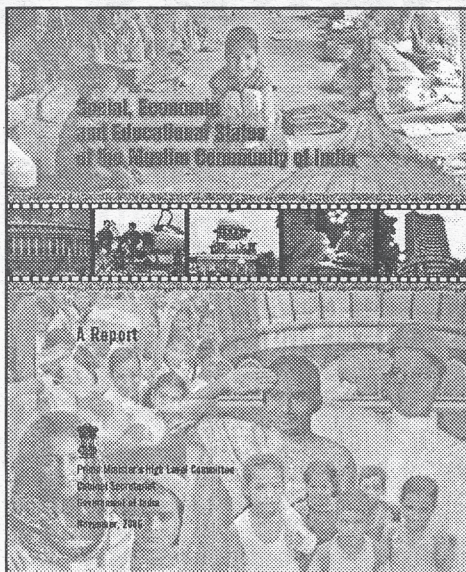 Social, Economic
and Educational Status
of the Muslim Community of India
A Report
Prime Minister's High Level Committee
Cabinet Secretariat
Government of India
November, 2006